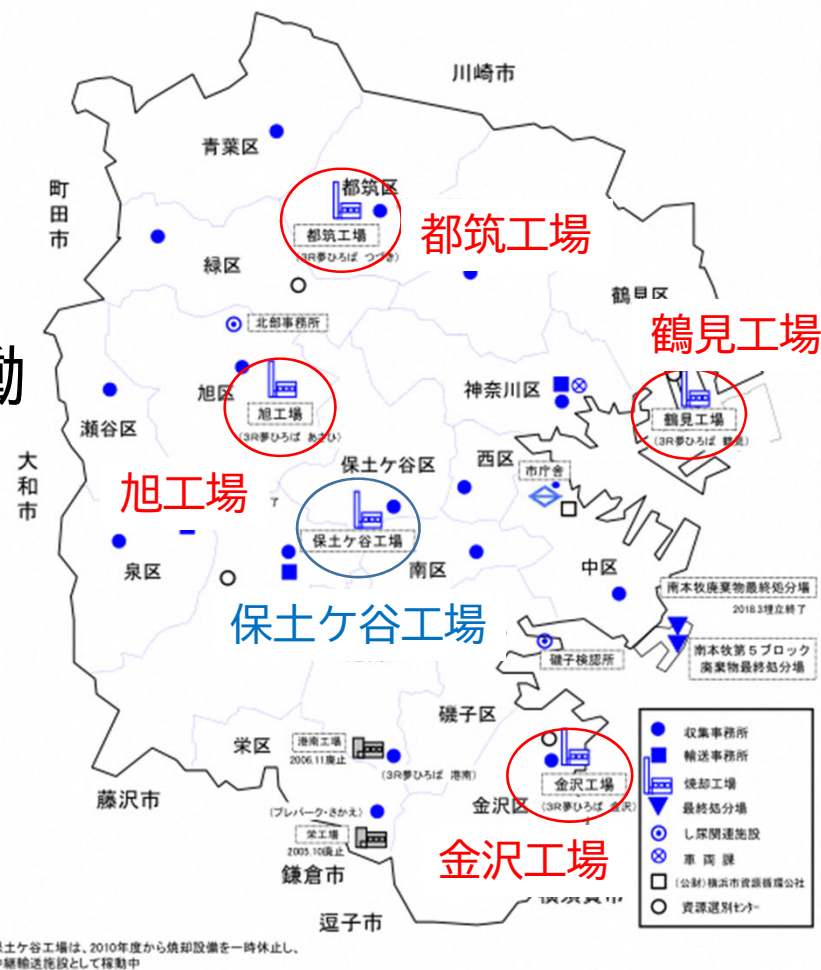 川崎市
青葉区
町田市
都筑区
都筑工場
(3R夢ひろば つづき)
都筑工場
緑区
鶴見区
北部事務所
鶴見工場
動
旭区
旭工場
(3R夢ひろば あさひ)
神奈川区
鶴見工場
(3R夢ひろば 鶴見)
瀬谷区
大和市
保土ケ谷区
西区
市庁舎
旭工場
了
保土ケ谷工場
泉区
南区
中区
南本牧廃棄物最終処分場
2018.3埋立終了
保土ケ谷工場
南本牧第5ブロック
廃棄物最終処分場
磯子検認所
磯子区
栄区
港南工場
2006.11廃止
(3R夢ひろば 港南)
藤沢市
金沢工場
金沢区
(3R夢ひろば 金沢)
(プレパーク・さかえ)
栄工場
2005.10廃止
金沢工場
鎌倉市
横須賀市
逗子市
収集事務所
輸送事務所
焼却工場
最終処分場
し尿関連施設
車両課
(公財)横浜市資源循環公社
資源選別センター
土ケ谷工場は、2010年度から焼却設備を一時休止し、
継輸送施設として稼動中